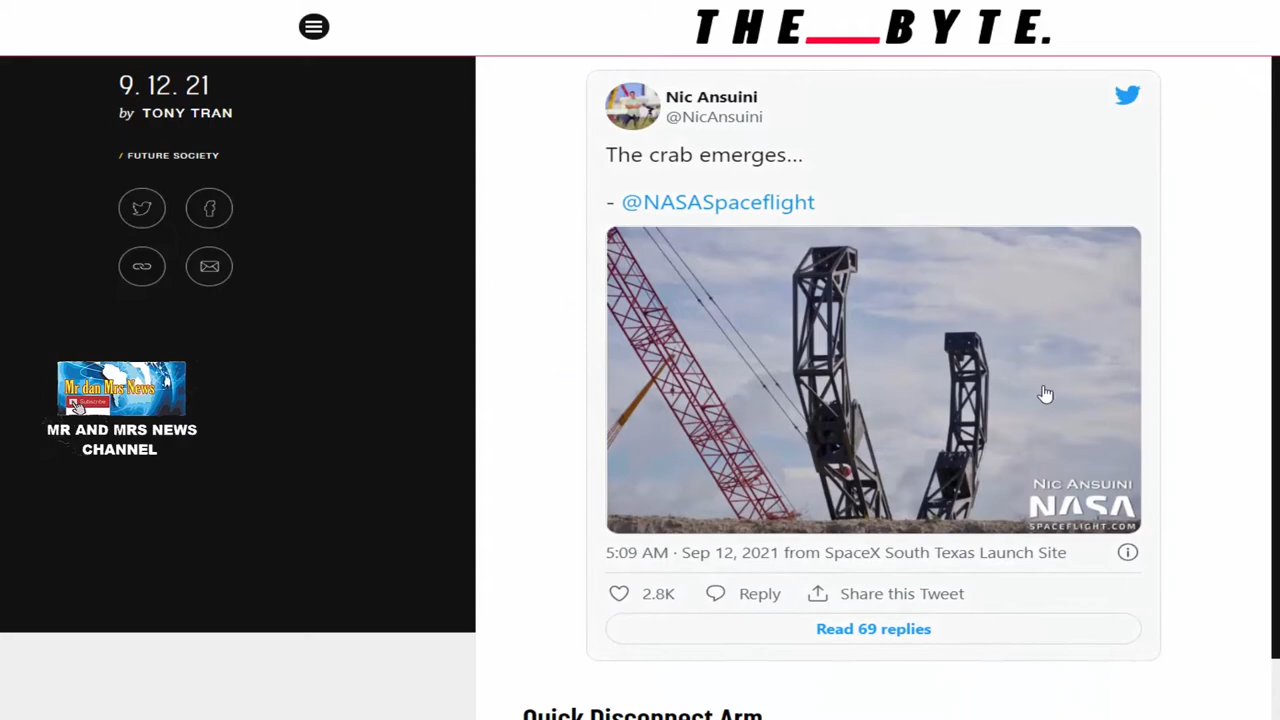 THE__BYTE.
9. 12. 21
by TONY TRAN
/ FUTURE SOCIETY
Mr dan Mrs News
Subscribe
MR AND MRS NEWS
CHANNEL
Nic Ansuini
@NicAnsuini
The crab emerges...
- @NASASpaceflight
NIC ANSUINI
NASA
SPACEFLIGHT.COM
5:09 AM · Sep 12, 2021 from SpaceX South Texas Launch Site
2.8K Reply Share this Tweet
Read 69 replies
Quick Disconnect Arm